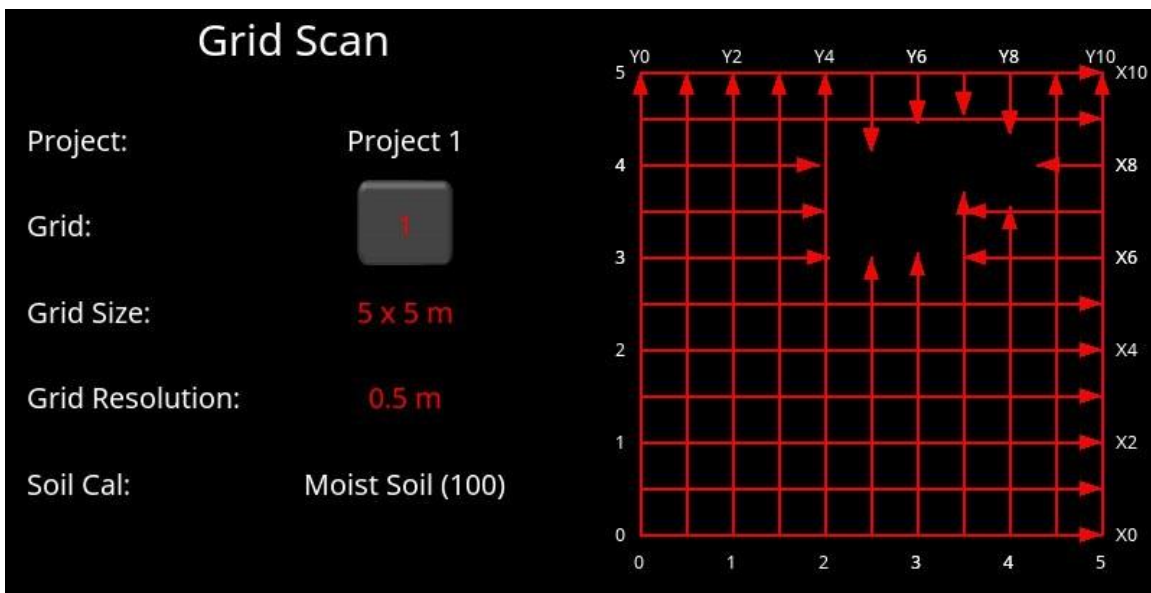 Grid Scan
Project: Project 1
Grid: 1
Grid Size: 5 x 5 m
Grid Resolution: 0.5 m
Soil Cal: Moist Soil (100)
Y0 Y2 Y4 Y6 Y8 Y10
5 X10
4 X8
3 X6
2 X4
1 X2
0 X0
0 1 2 3 4 5